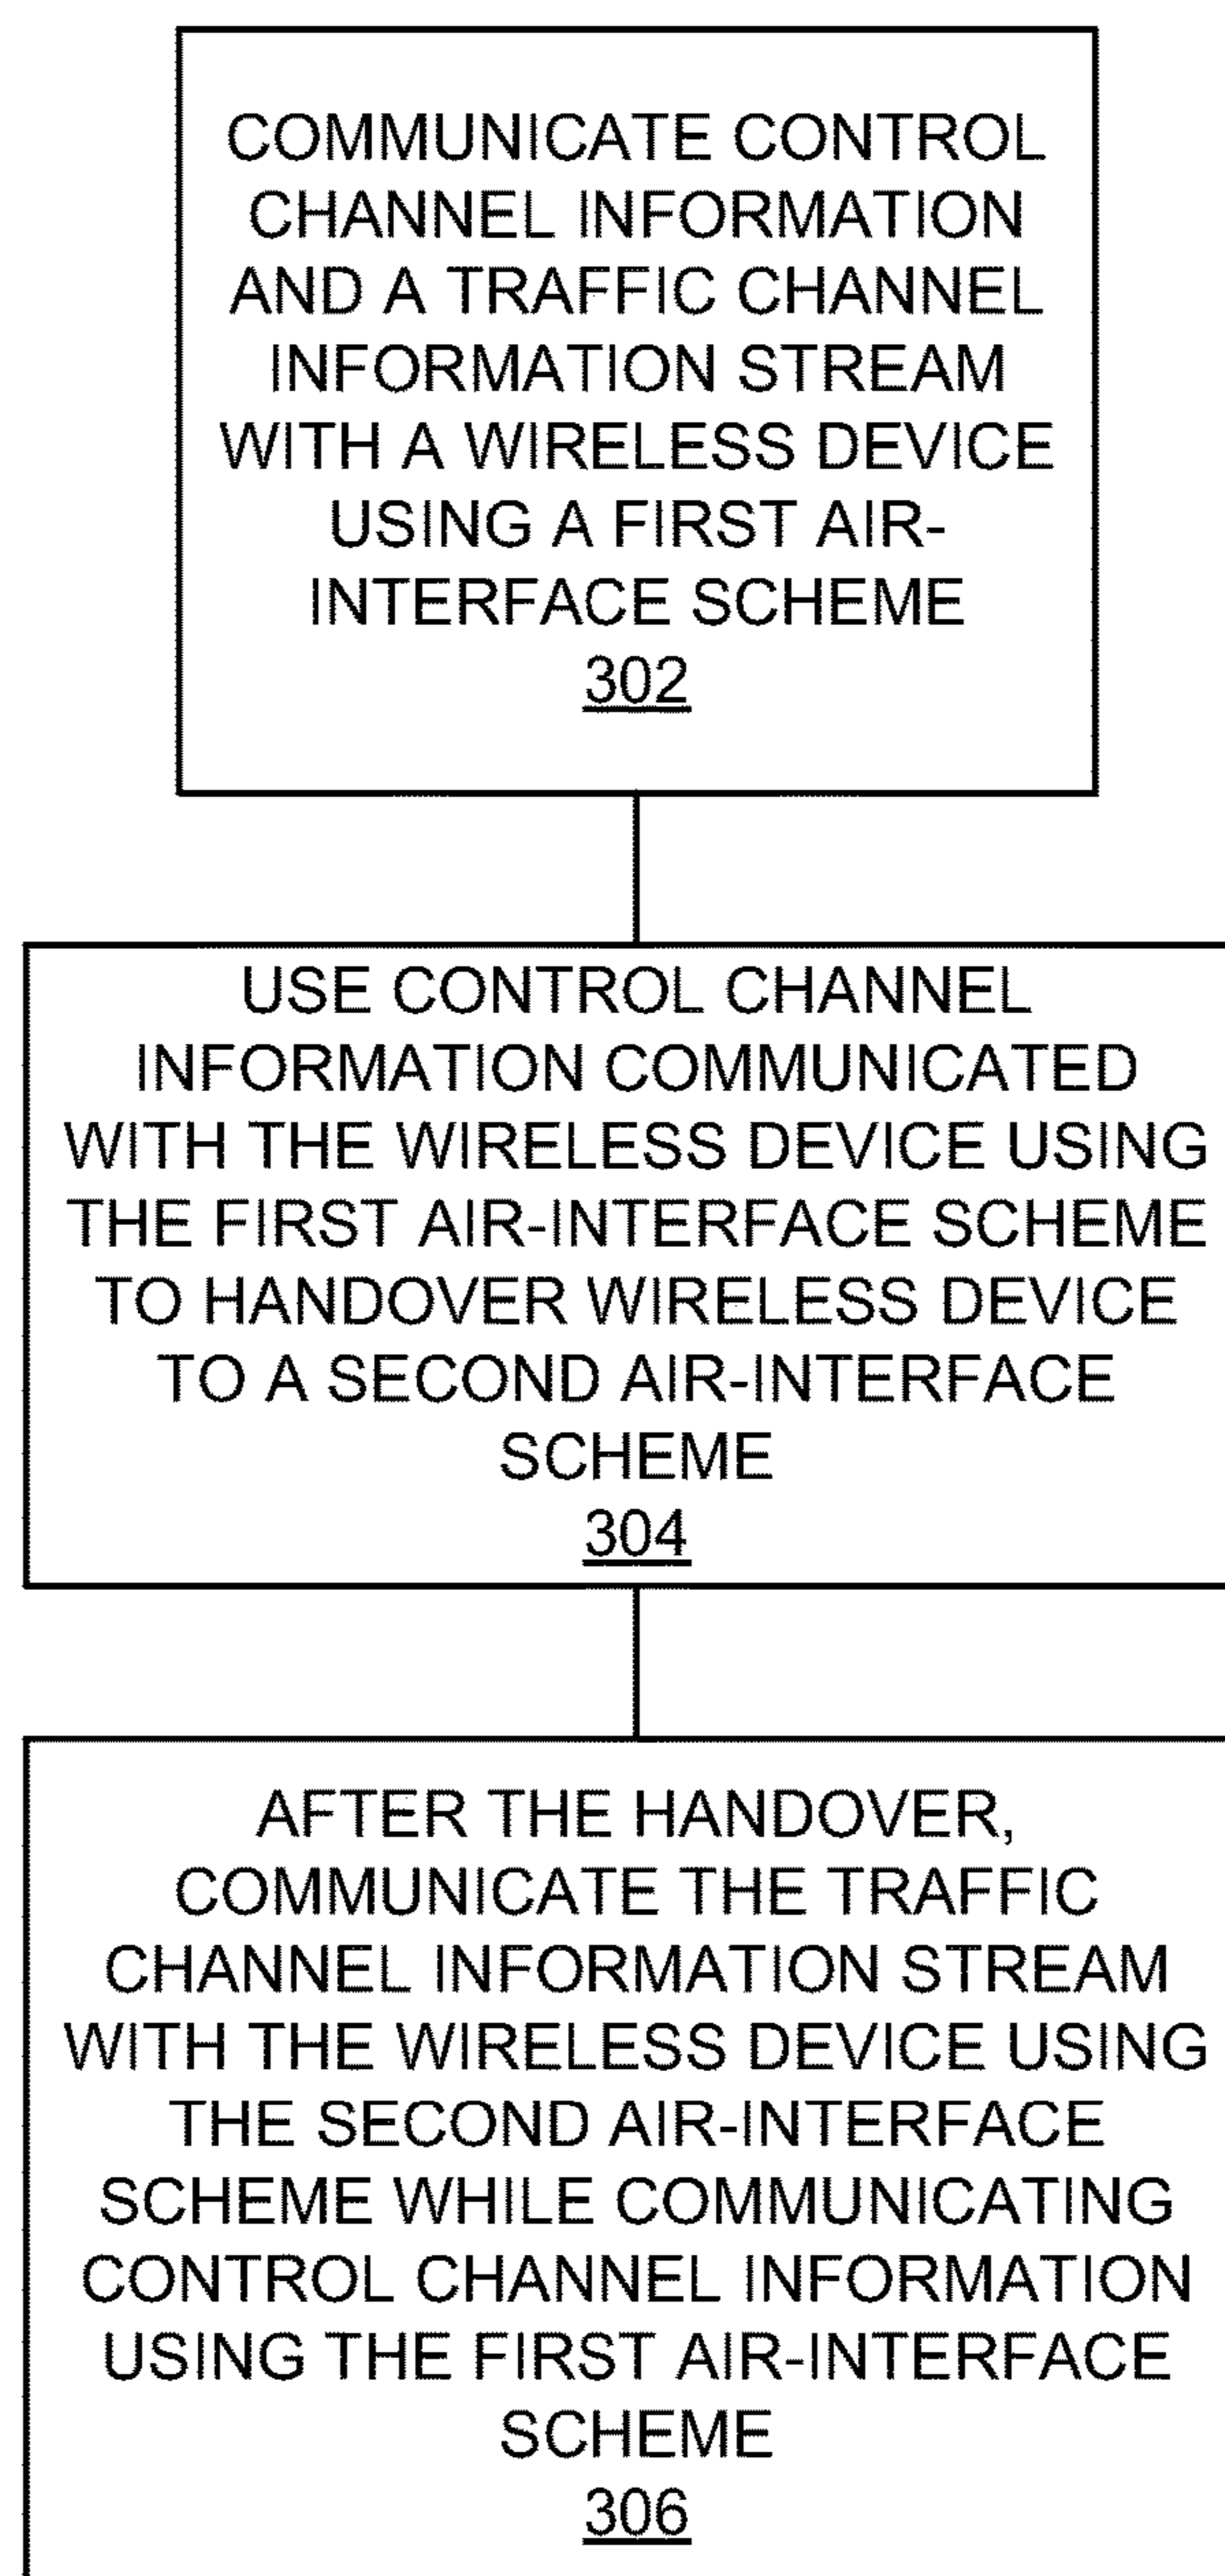 COMMUNICATE CONTROL
CHANNEL INFORMATION
AND A TRAFFIC CHANNEL
INFORMATION STREAM
WITH A WIRELESS DEVICE
USING A FIRST AIR-
INTERFACE SCHEME
302
USE CONTROL CHANNEL
INFORMATION COMMUNICATED
WITH THE WIRELESS DEVICE USING
THE FIRST AIR-INTERFACE SCHEME
TO HANDOVER WIRELESS DEVICE
TO A SECOND AIR-INTERFACE
SCHEME
304
AFTER THE HANDOVER,
COMMUNICATE THE TRAFFIC
CHANNEL INFORMATION STREAM
WITH THE WIRELESS DEVICE USING
THE SECOND AIR-INTERFACE
SCHEME WHILE COMMUNICATING
CONTROL CHANNEL INFORMATION
USING THE FIRST AIR-INTERFACE
SCHEME
306